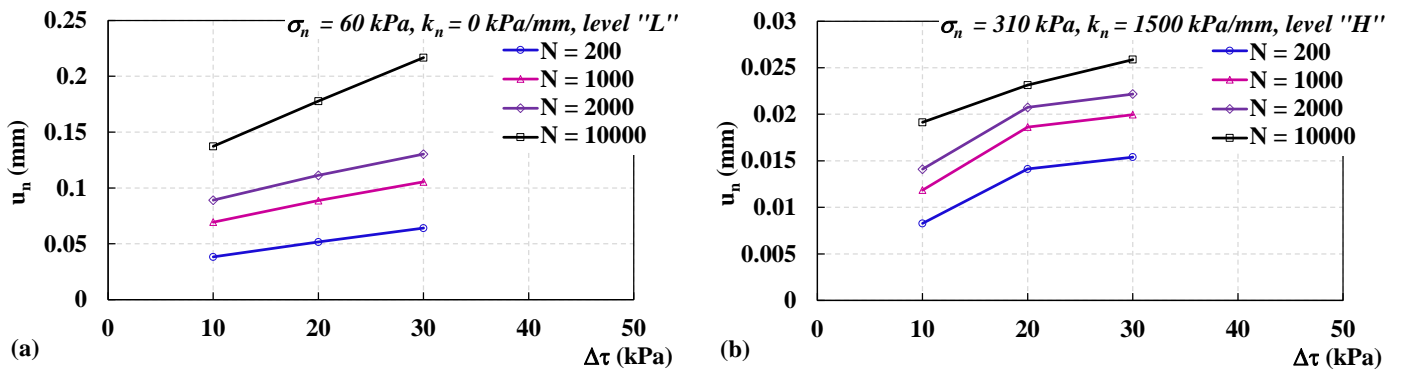 σn = 60 kPa, kn = 0 kPa/mm, level "L"
0.25
0.2
0.15
0.1
0.05
0
un (mm)
N = 200
N = 1000
N = 2000
N = 10000
0 10 20 30 40 50
Δτ (kPa)
(a)
σn = 310 kPa, kn = 1500 kPa/mm, level "H"
0.03
0.025
0.02
0.015
0.01
0.005
0
un (mm)
N = 200
N = 1000
N = 2000
N = 10000
0 10 20 30 40 50
Δτ (kPa)
(b)